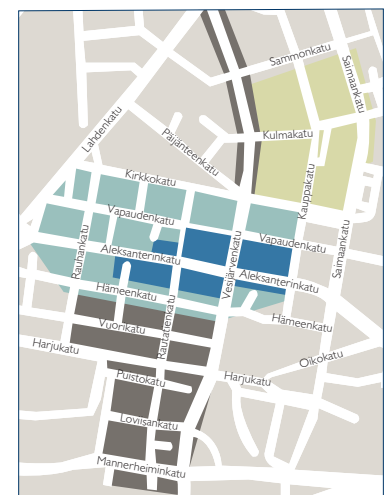 Sammonkatu
Saimaankatu
Lahdenkatu
Päijänteenkatu
Kulmakatu
Kirkkokatu
Kauppakatu
Vapaudenkatu
Vapaudenkatu
Rauhankatu
Aleksanterinkatu
Vesijärvenkatu
Saimaankatu
Aleksanterinkatu
Hämeenkatu
Hämeenkatu
Vuorikatu
Rautatienkatu
Harjukatu
Oikokatu
Puistokatu
Harjukatu
Loviisankatu
Mannerheiminkatu